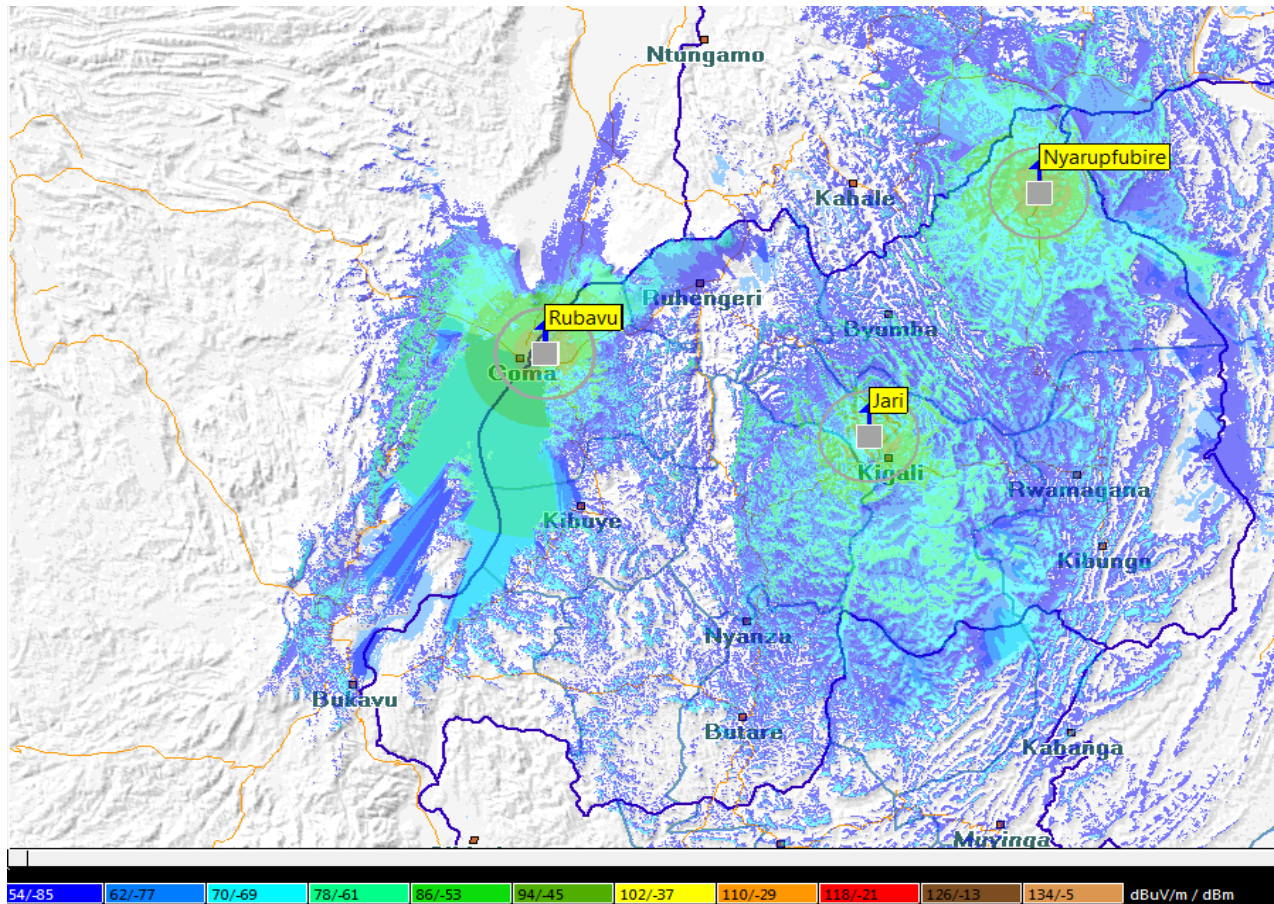 Ntungamo
Nyarupfubire
Kabale
Ruhengeri
Rubavu
Byumba
Goma
Jari
Kigali
Rwamagana
Kibuye
Kibungo
Nyanza
Bukavu
Butare
Kabanga
Muyinga
54/-85 62/-77 70/-69 78/-61 86/-53 94/-45 102/-37 110/-29 118/-21 126/-13 134/-5 dBuV/m / dBm